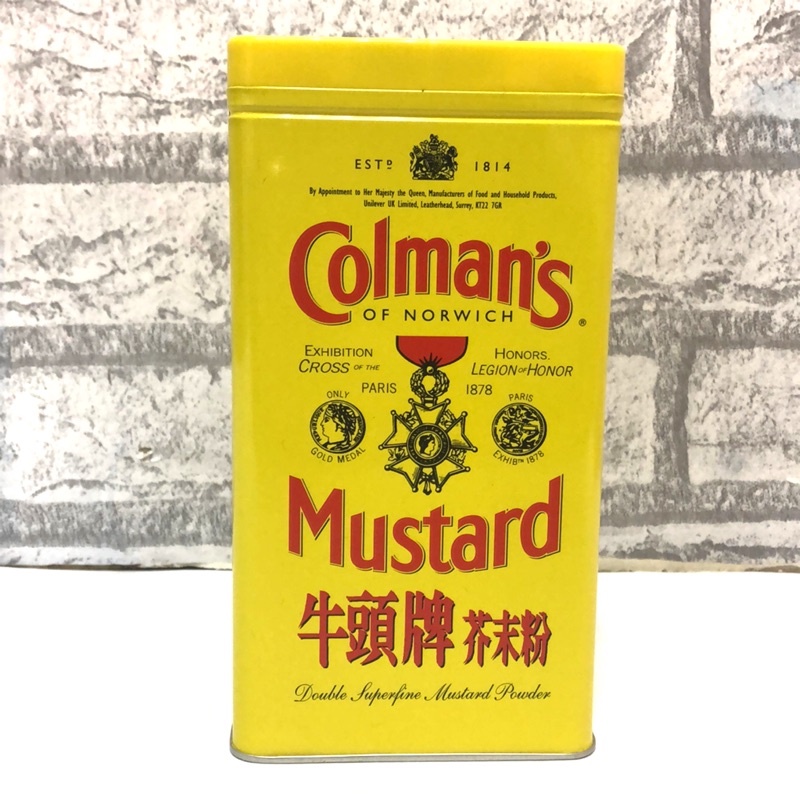 ESTD 1814
By Appointment to Her Majesty the Queen, Manufacturers of Food and Household Products,
Unilever UK Limited, Leatherhead, Surrey, KT22 7GR
Colman's
OF NORWICH ®
EXHIBITION HONORS.
CROSS OF THE LEGION OF HONOR
PARIS 1878
ONLY
GOLD MEDAL
PARIS
EXHIBTN 1878
Mustard
牛頭牌 芥末粉
Double Superfine Mustard Powder